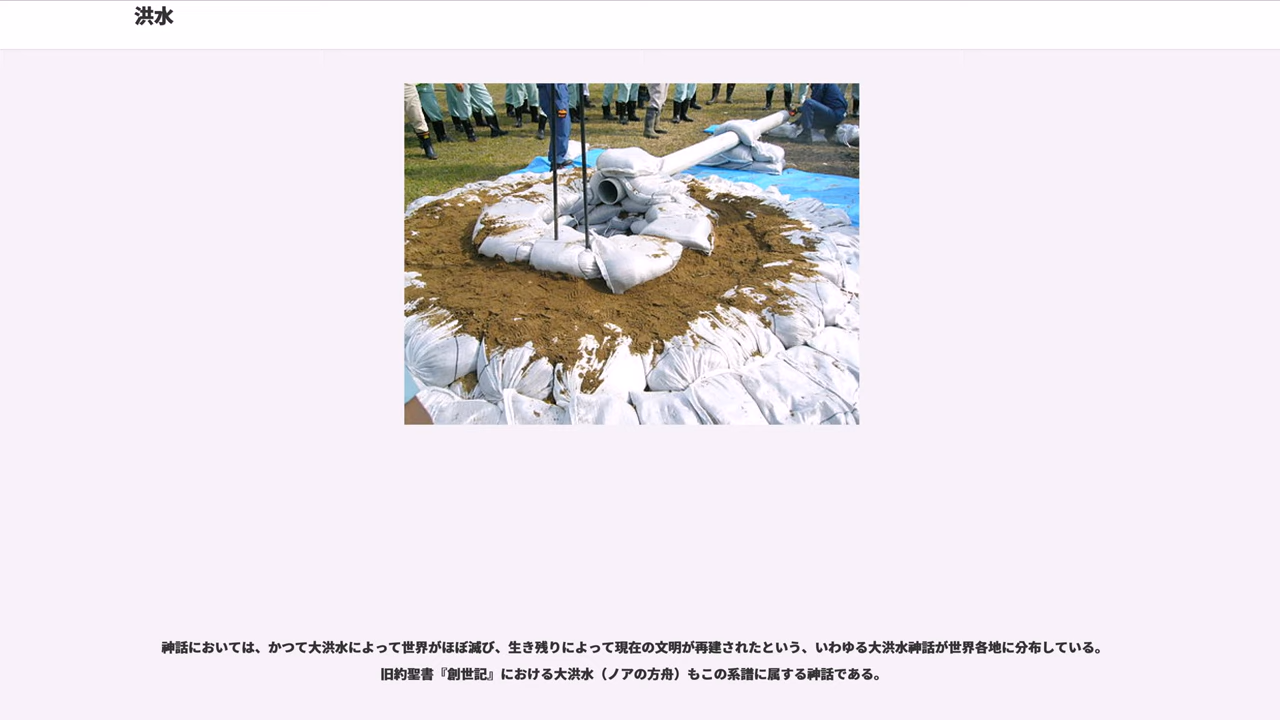 洪水
神話においては、かつて大洪水によって世界がほぼ滅び、生き残りによって現在の文明が再建されたという、いわゆる大洪水神話が世界各地に分布している。
旧約聖書『創世記』における大洪水（ノアの方舟）もこの系譜に属する神話である。